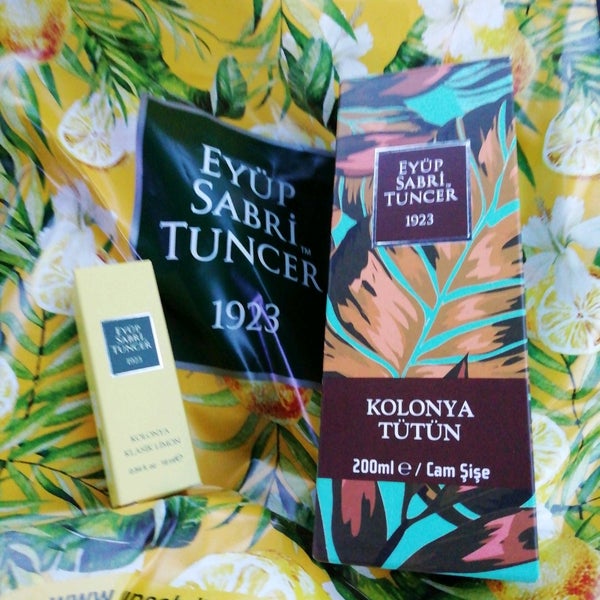 EYÜP
SABRİ
TUNCER™
1923
EYÜP
SABRİ
TUNCER
1923
KOLONYA
TÜTÜN
200ml ℮ / Cam Şişe
EYÜP
SABRİ
TUNCER
1923
KOLONYA
KLASİK LİMON